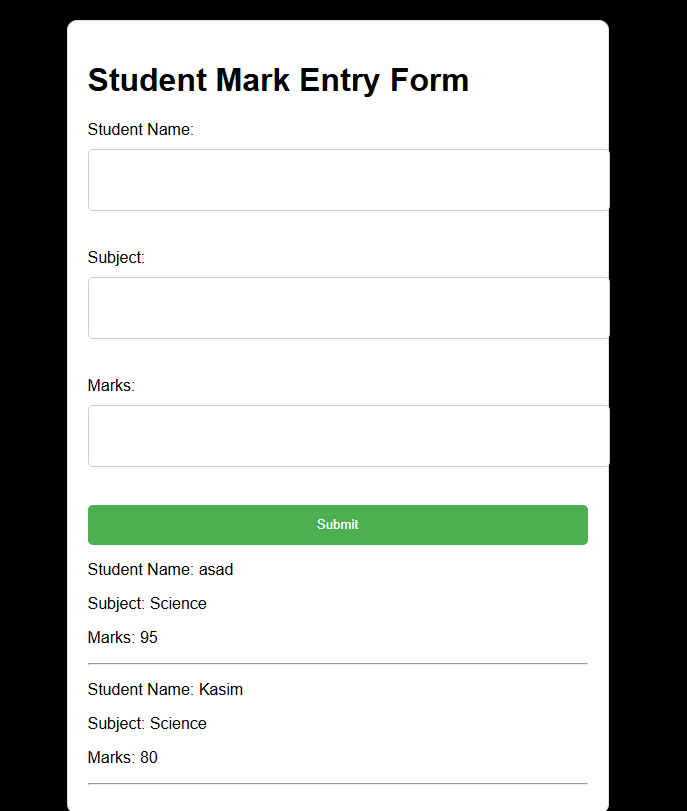 Student Mark Entry Form
Student Name:
Subject:
Marks:
Submit
Student Name: asad
Subject: Science
Marks: 95
Student Name: Kasim
Subject: Science
Marks: 80